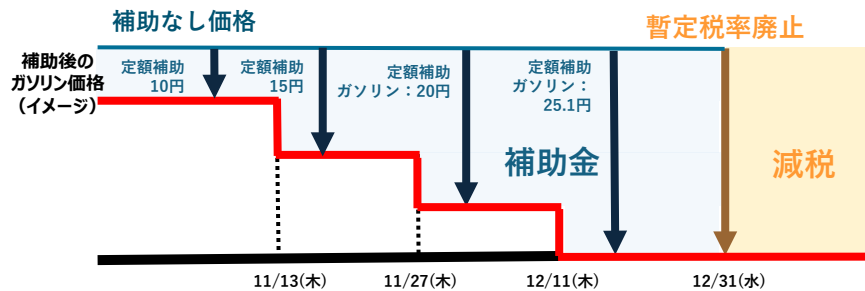 補助なし価格
暫定税率廃止
補助後の
ガソリン価格
（イメージ）
定額補助
10円
定額補助
15円
定額補助
ガソリン：20円
定額補助
ガソリン：
25.1円
補助金
減税
11/13(木)
11/27(木)
12/11(木)
12/31(水)